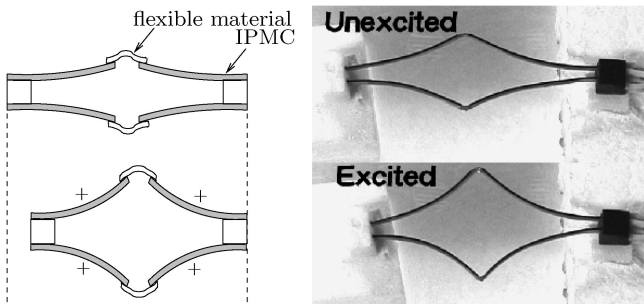 flexible material
IPMC
+ +
+ +
Unexcited
Excited